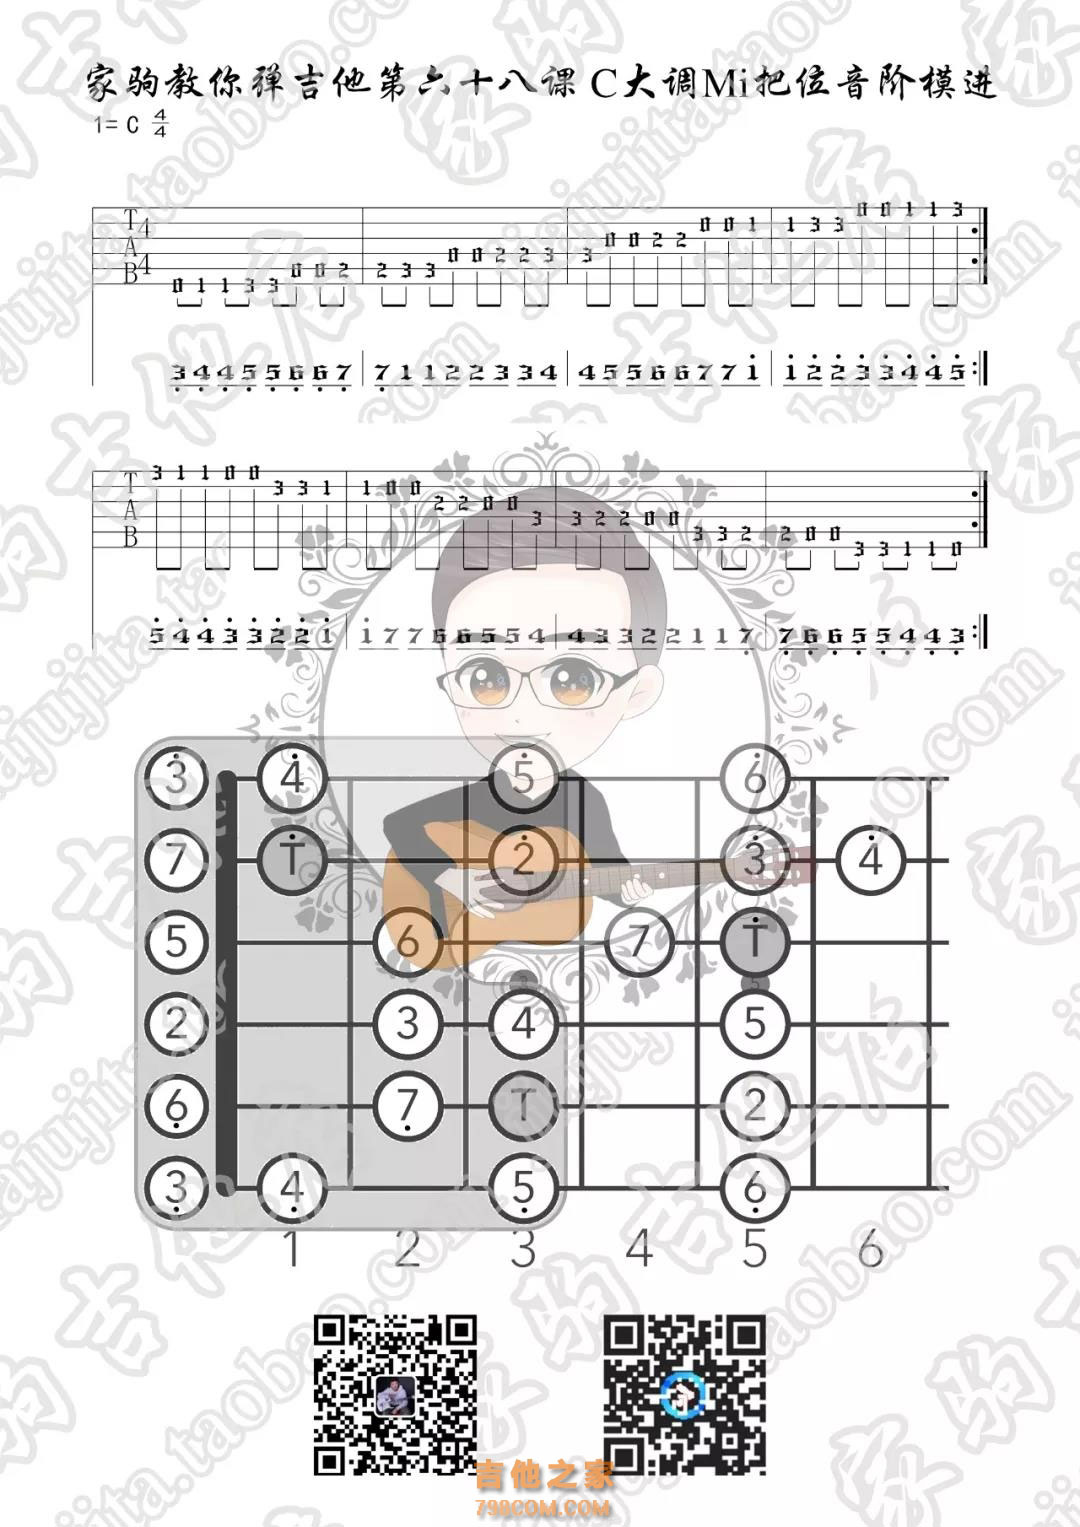 家驹教你弹吉他第六十八课 C大调Mi把位音阶模进
1= C 4/4
T 4
A
B 4
0 1 1 3 3 0 0 2 2 3 3 0 0 2 2 3 3 0 0 2 2 0 0 1 1 3 3 0 0 1 1 3
3 4 4 5 5 6 6 7 7 1 1 2 2 3 3 4 4 5 5 6 6 7 7 1 1 2 2 3 3 4 4 5
T
A
B
3 1 1 0 0 3 3 1 1 0 0 2 2 0 0 3 3 2 2 0 0 3 3 2 2 0 0 3 3 1 1 0
5 4 4 3 3 2 2 1 1 7 7 6 6 5 5 4 4 3 3 2 2 1 1 7 7 6 6 5 5 4 4 3
3 4 5 6
7 T 2 3 4
5 6 7 T
2 3 4 5
6 7 T 2
3 4 5 6
1 2 3 4 5 6
吉他之家
798COM.COM